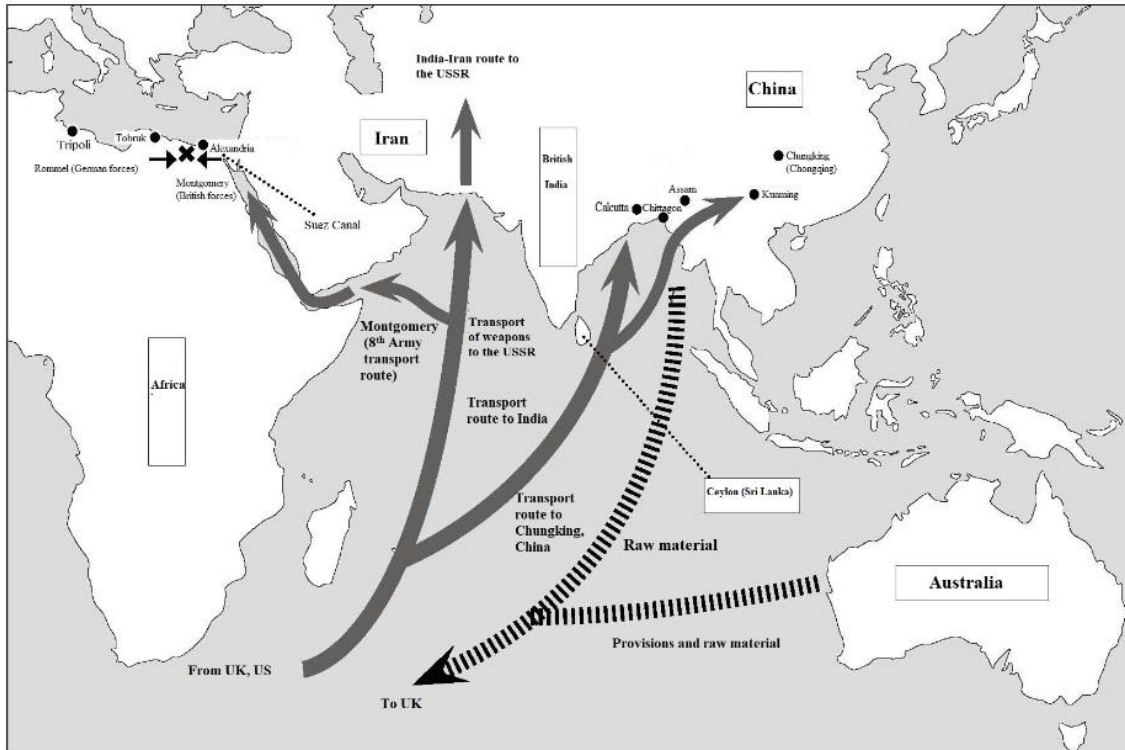 India-Iran route to
the USSR
China
Iran
Tripoli
Tobruk
Alexandria
Rommel (German forces)
Montgomery
(British forces)
Suez Canal
British
India
Chungking
(Chongqing)
Assam
Kunming
Calcutta
Chittagon
Montgomery
(8th Army
transport
route)
Transport
of weapons
to the USSR
Africa
Transport
route to India
Ceylon (Sri Lanka)
Transport
route to
Chungking,
China
Raw material
Australia
Provisions and raw material
From UK, US
To UK